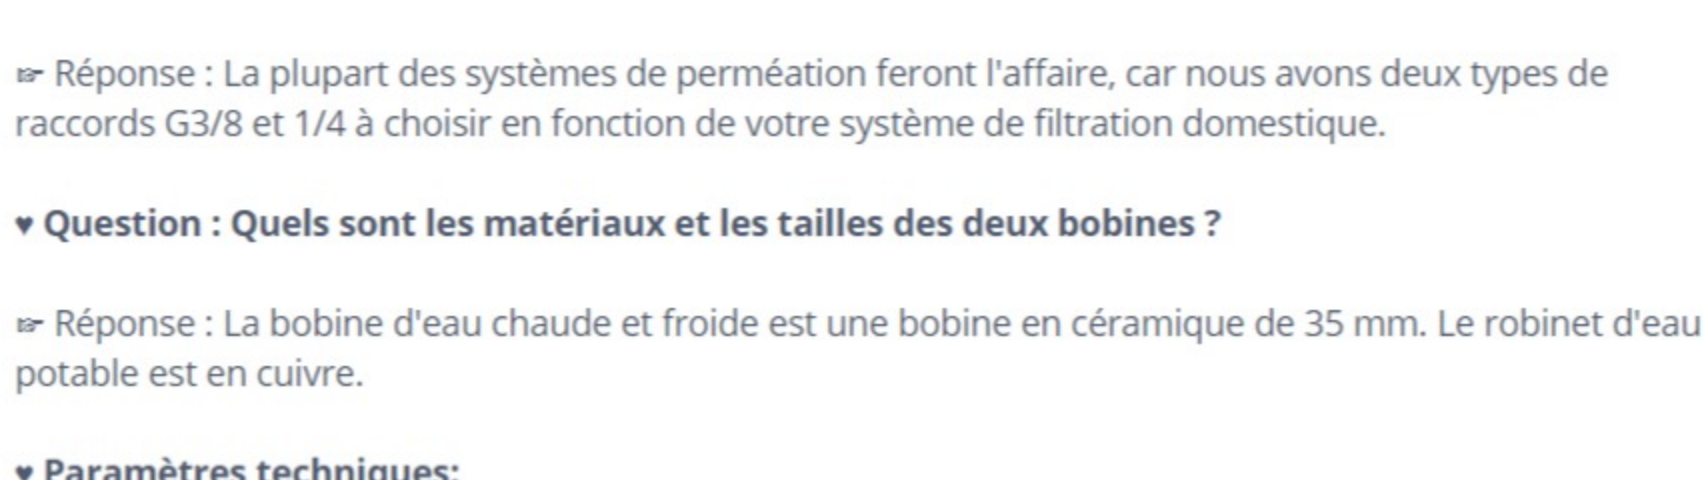 ☞ Réponse : La plupart des systèmes de perméation feront l'affaire, car nous avons deux types de
raccords G3/8 et 1/4 à choisir en fonction de votre système de filtration domestique.
♥ Question : Quels sont les matériaux et les tailles des deux bobines ?
☞ Réponse : La bobine d'eau chaude et froide est une bobine en céramique de 35 mm. Le robinet d'eau
potable est en cuivre.
♥ Paramètres techniques: